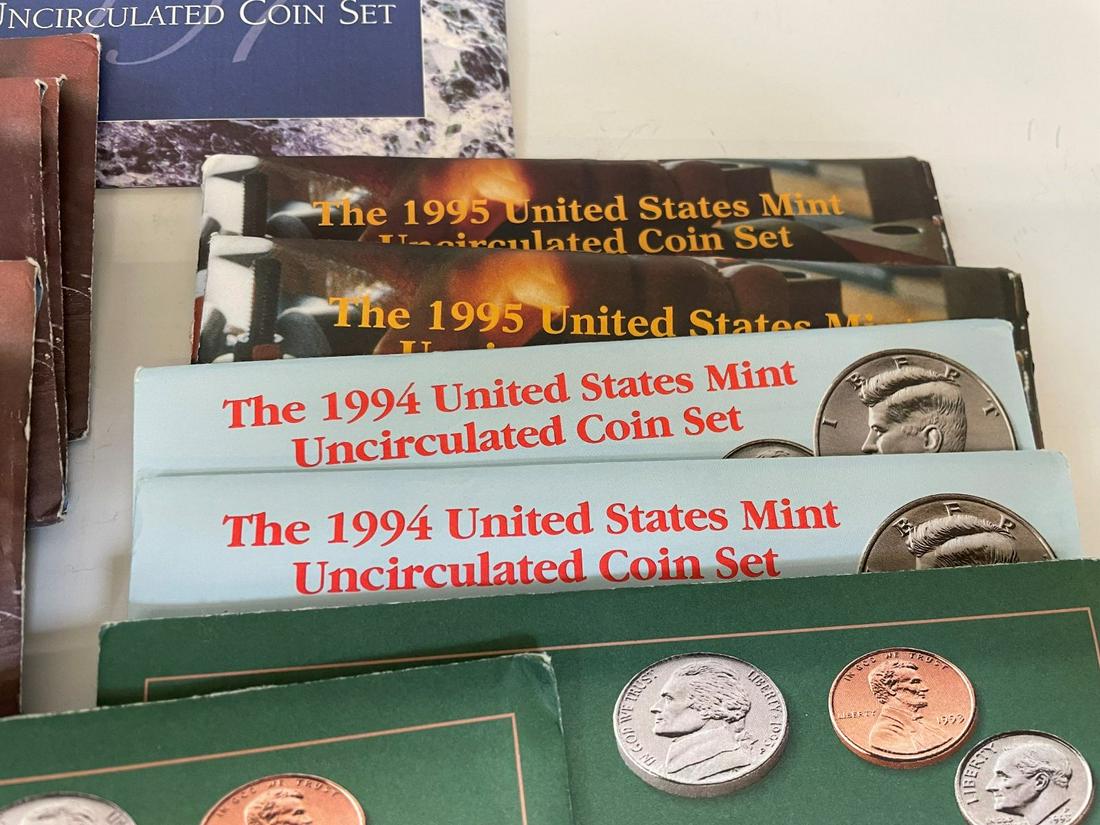 UNCIRCULATED COIN SET
The 1995 United States Mint
Uncirculated Coin Set
The 1995 United States Mint
The 1994 United States Mint
Uncirculated Coin Set
The 1994 United States Mint
Uncirculated Coin Set
IN GOD WE TRUST
LIBERTY
IN GOD WE TRUST
LIBERTY 1993
LIBERTY
IN GOD WE TRUST